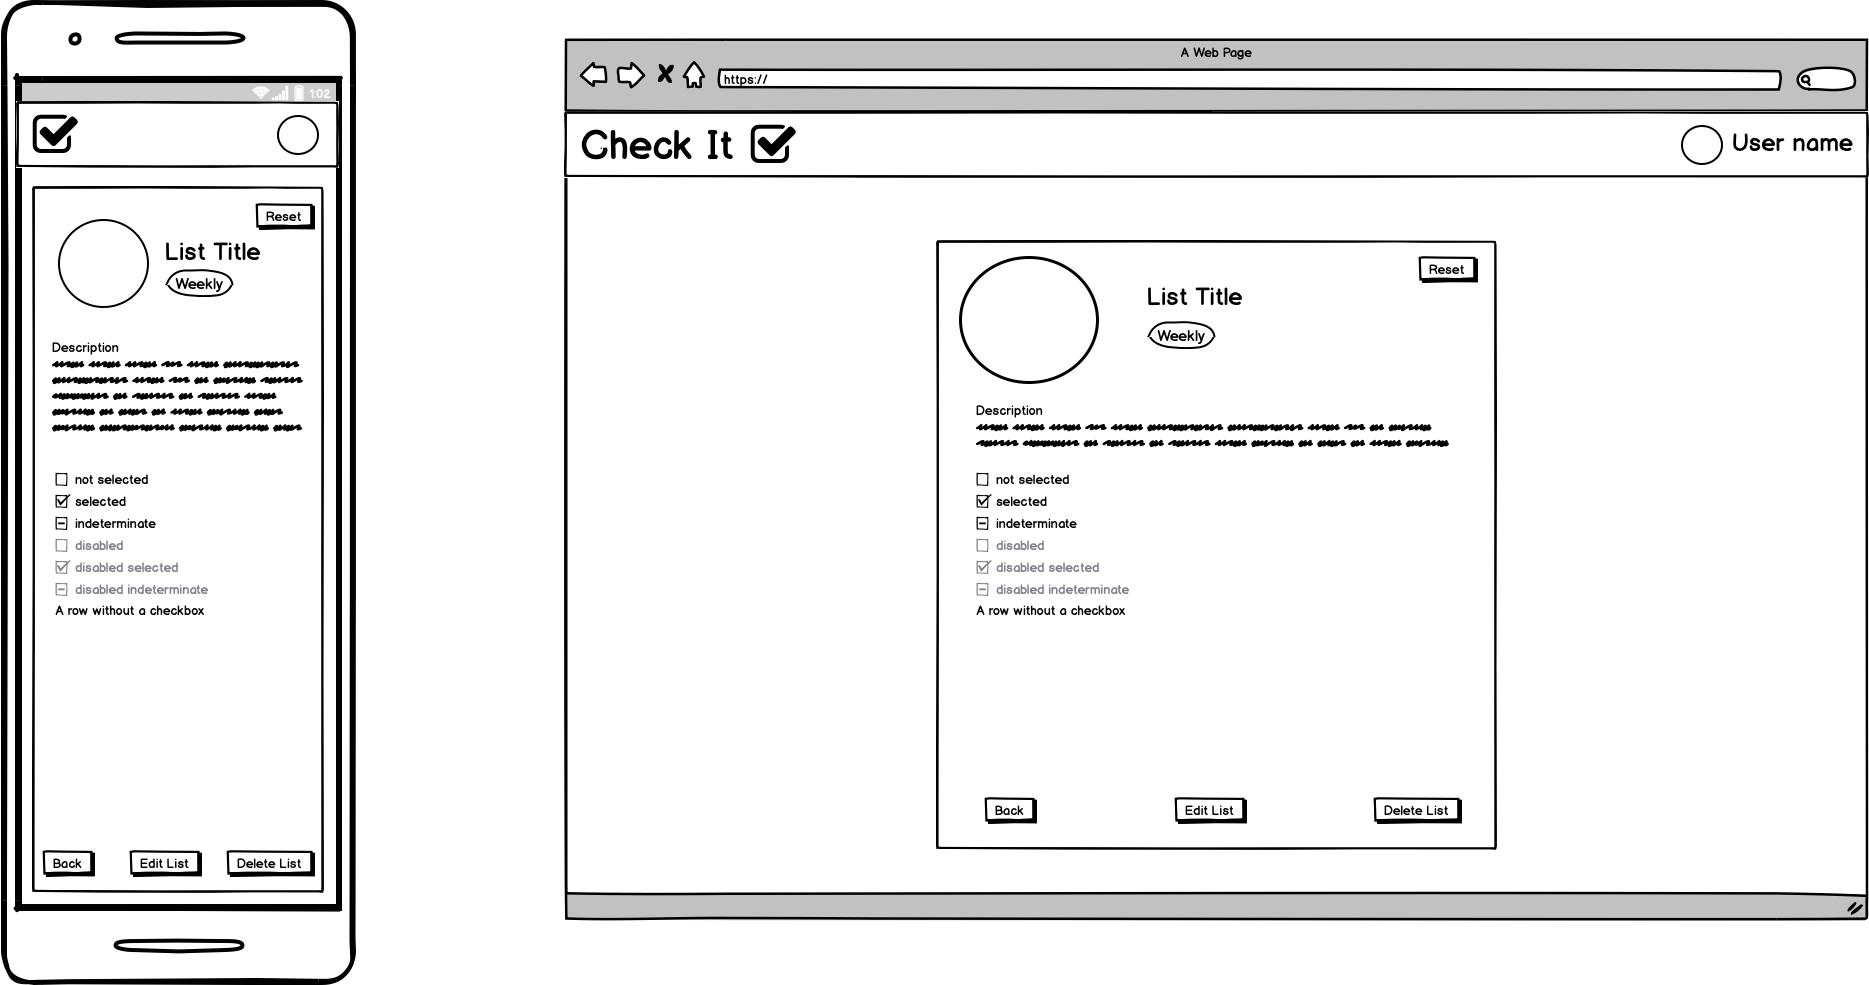 1:02
Reset
List Title
Weekly
Description
not selected
selected
indeterminate
disabled
disabled selected
disabled indeterminate
A row without a checkbox
Back Edit List Delete List
A Web Page
https://
Check It User name
Reset
List Title
Weekly
Description
not selected
selected
indeterminate
disabled
disabled selected
disabled indeterminate
A row without a checkbox
Back Edit List Delete List